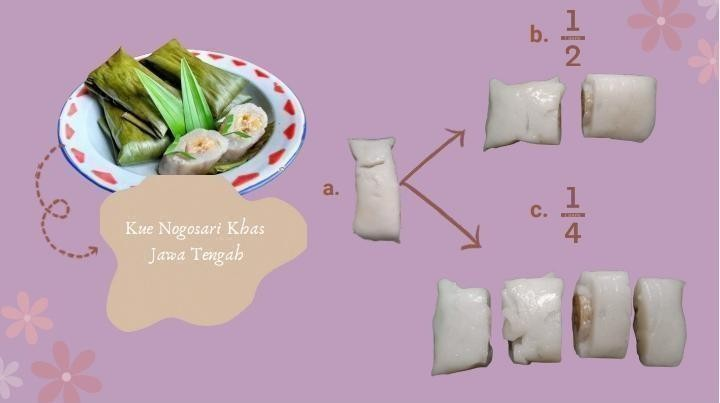 Kue Nogosari Khas
Jawa Tengah
a.
b. 1
2
c. 1
4